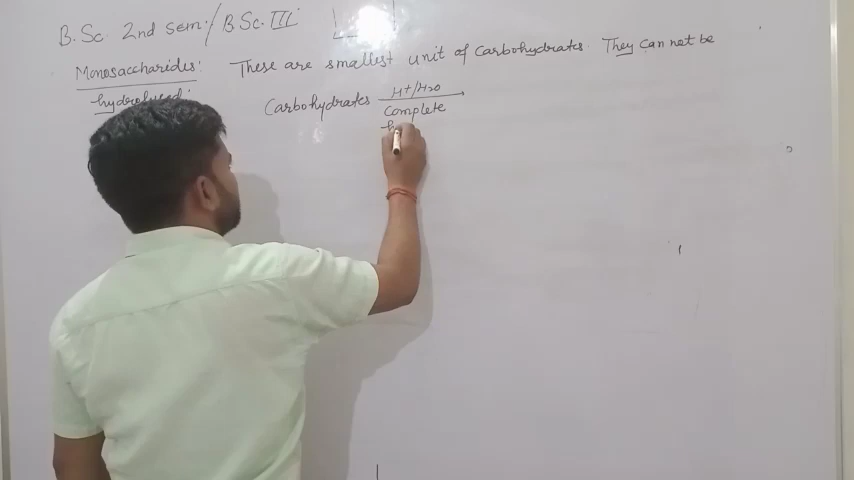 B.Sc 2nd sem./B.Sc.III
Monosaccharides: These are smallest unit of Carbohydrates They can not be
hydrolysed:
Carbohydrates H+/H2O
Complete